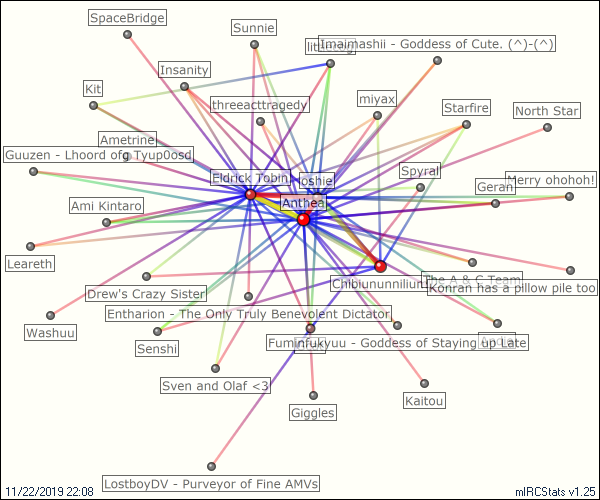 SpaceBridge
Sunnie
Imaimashii - Goddess of Cute. (^)-(^)
Insanity
Kit
threeacttragedy
miyax
Starfire
North Star
Ametrine
Guuzen - Lhoord ofg Tyup0osd
Eldrick Tobin
oshie
Spyral
Merry ohohoh!
Geran
Anthea
Ami Kintaro
Leareth
The A & C Team
Drew's Crazy Sister
Konran has a pillow pile too
Entharion - The Only Truly Benevolent Dictator
Washuu
Senshi
Fuminfukyuu - Goddess of Staying up Late
Sven and Olaf <3
Kaitou
Giggles
LostboyDV - Purveyor of Fine AMVs
11/22/2019 22:08
mIRCStats v1.25